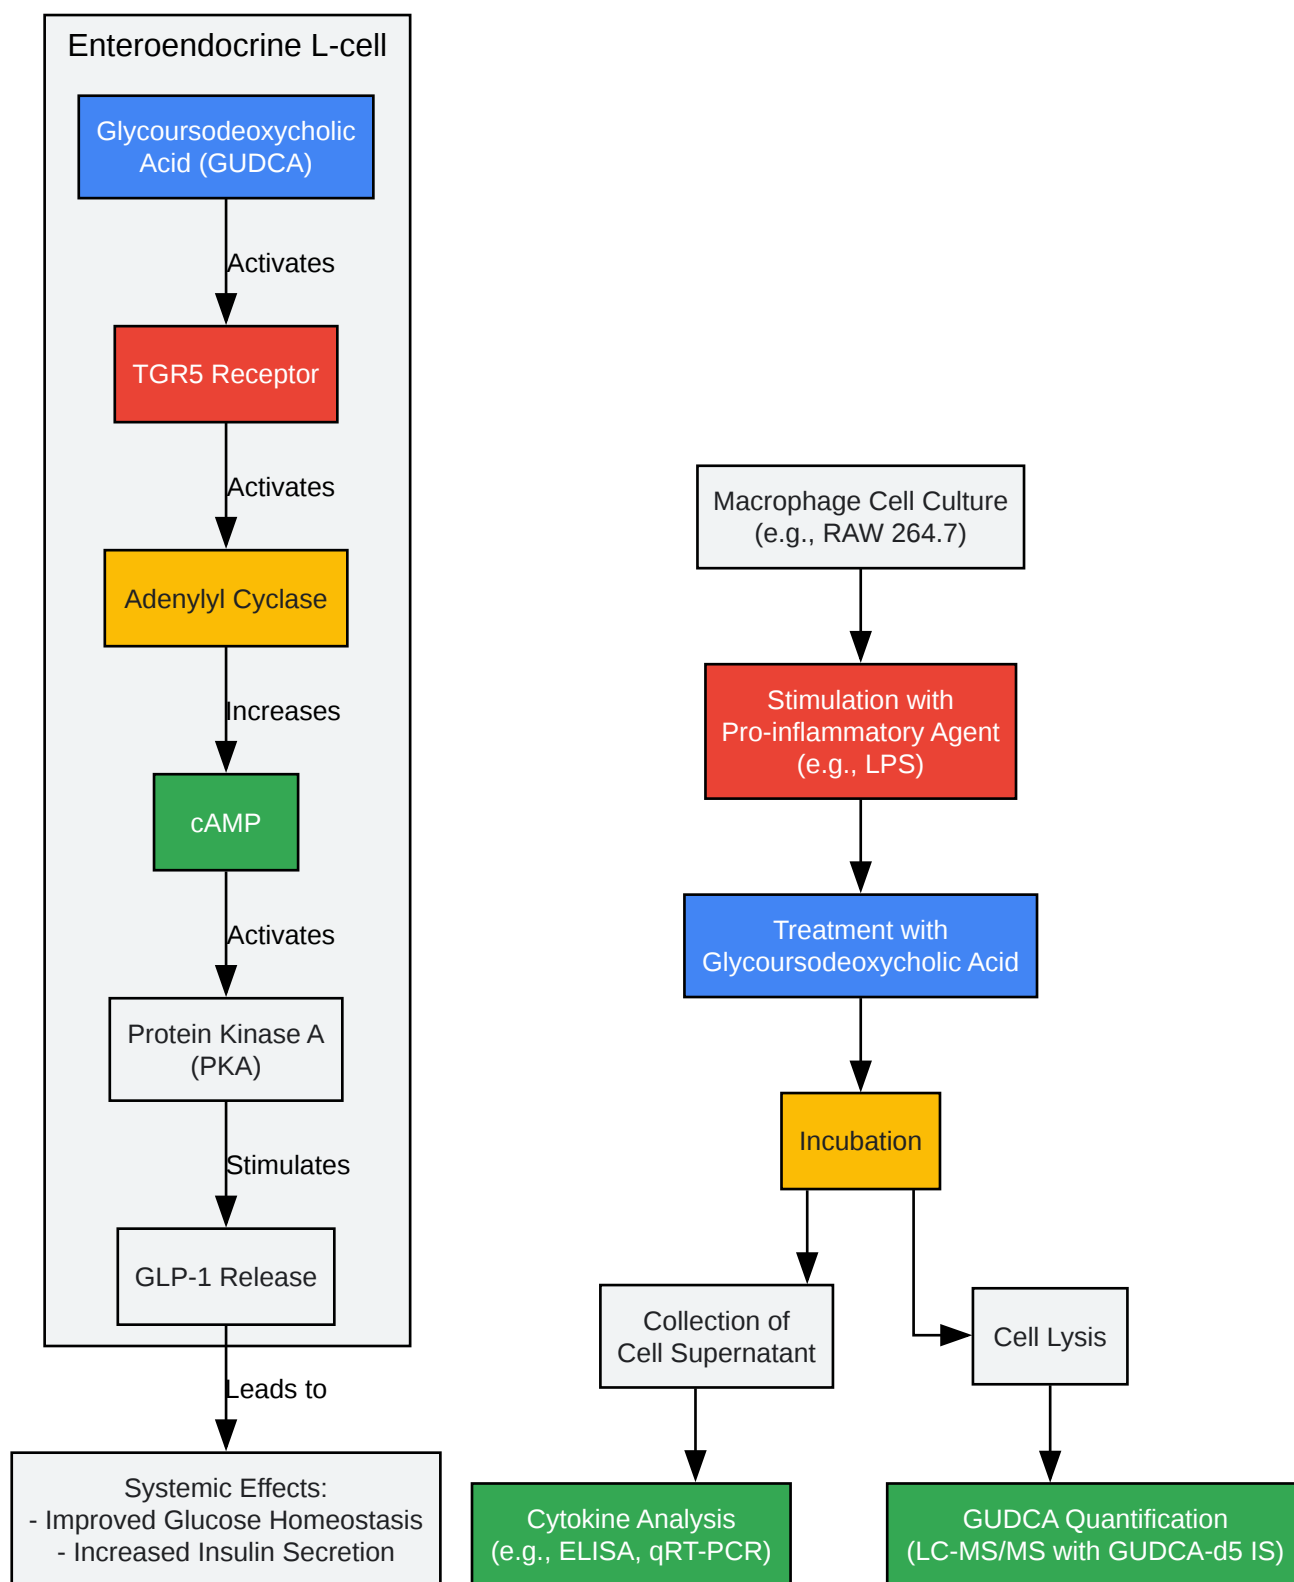 Enteroendocrine L-cell
Glycoursodeoxycholic
Acid (GUDCA)
Activates
TGR5 Receptor
Activates
Adenylyl Cyclase
Increases
cAMP
Activates
Protein Kinase A
(PKA)
Stimulates
GLP-1 Release
Leads to
Systemic Effects:
- Improved Glucose Homeostasis
- Increased Insulin Secretion
Macrophage Cell Culture
(e.g., RAW 264.7)
Stimulation with
Pro-inflammatory Agent
(e.g., LPS)
Treatment with
Glycoursodeoxycholic Acid
Incubation
Collection of
Cell Supernatant
Cell Lysis
Cytokine Analysis
(e.g., ELISA, qRT-PCR)
GUDCA Quantification
(LC-MS/MS with GUDCA-d5 IS)